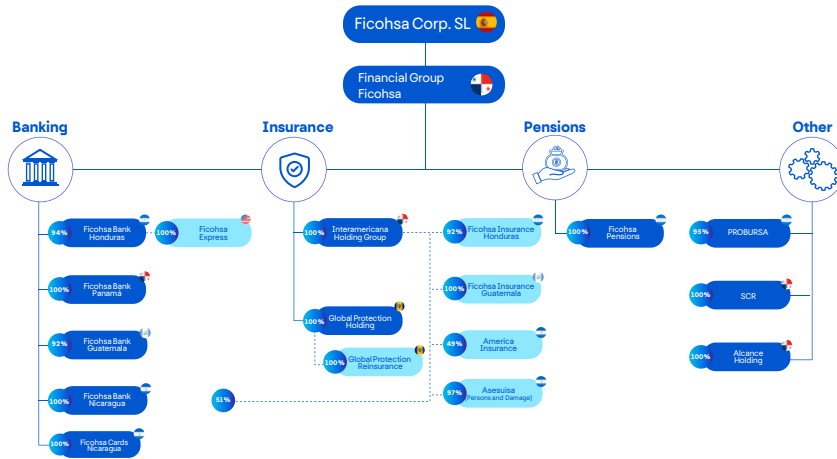 Ficohsa Corp. SL
Financial Group
Ficohsa
Banking
Insurance
Pensions
Other
94%
Ficohsa Bank
Honduras
100%
Ficohsa
Express
100%
Ficohsa Bank
Panamá
92%
Ficohsa Bank
Guatemala
100%
Ficohsa Bank
Nicaragua
100%
Ficohsa Cards
Nicaragua
100%
Interamericana
Holding Group
100%
Global Protection
Holding
100%
Global Protection
Reinsurance
51%
92%
Ficohsa Insurance
Honduras
100%
Ficohsa Insurance
Guatemala
49%
America
Insurance
97%
Asesuisa
(Persons and Damage)
100%
Ficohsa
Pensions
95%
PROBURSA
100%
SCR
100%
Alcance
Holding